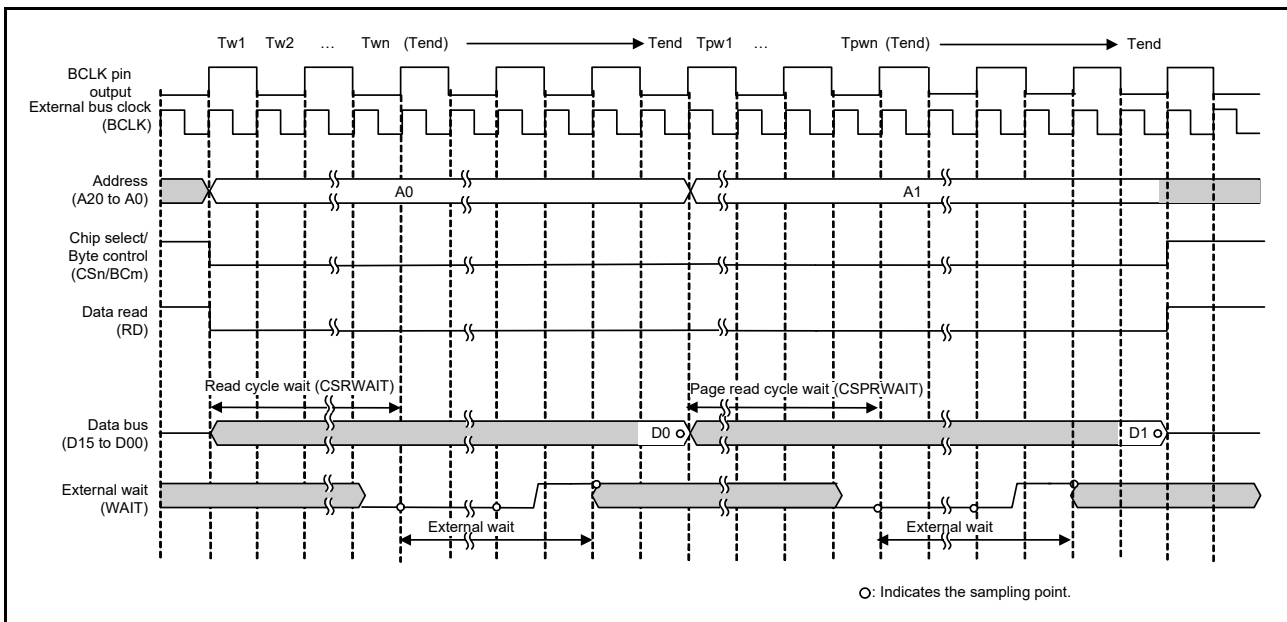 Tw1 Tw2 … Twn (Tend) Tend Tpw1 … Tpwn (Tend) Tend
BCLK pin
output
External bus clock
(BCLK)
Address
(A20 to A0)
A0 A1
Chip select/
Byte control
(CSn/BCm)
Data read
(RD)
Read cycle wait (CSRWAIT) Page read cycle wait (CSPRWAIT)
Data bus
(D15 to D00)
D0 D1
External wait
(WAIT)
External wait External wait
: Indicates the sampling point.